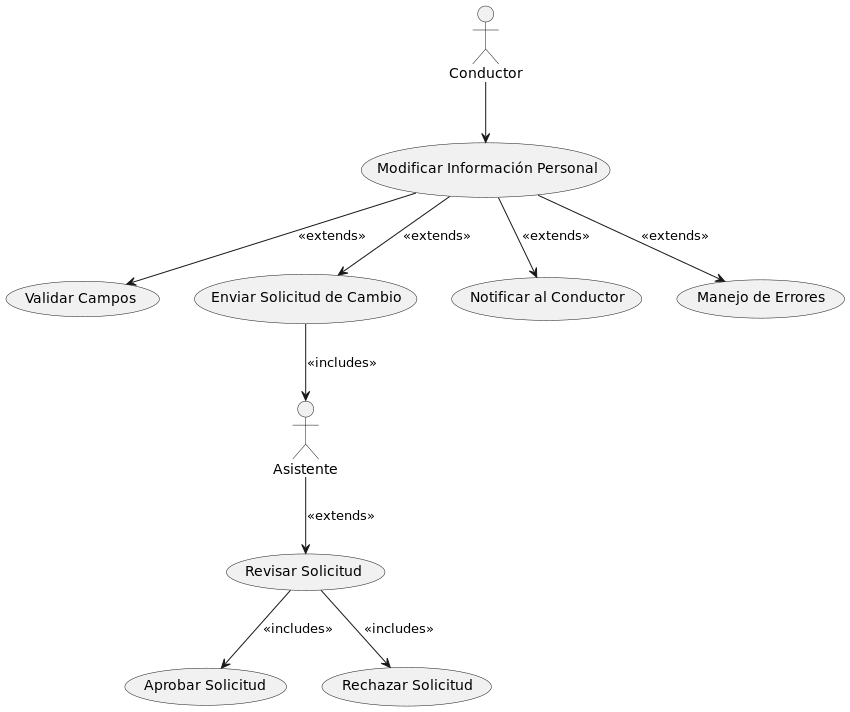 Conductor
Modificar Información Personal
«extends»
«extends»
«extends»
«extends»
Validar Campos
Enviar Solicitud de Cambio
Notificar al Conductor
Manejo de Errores
«includes»
Asistente
«extends»
Revisar Solicitud
«includes»
«includes»
Aprobar Solicitud
Rechazar Solicitud